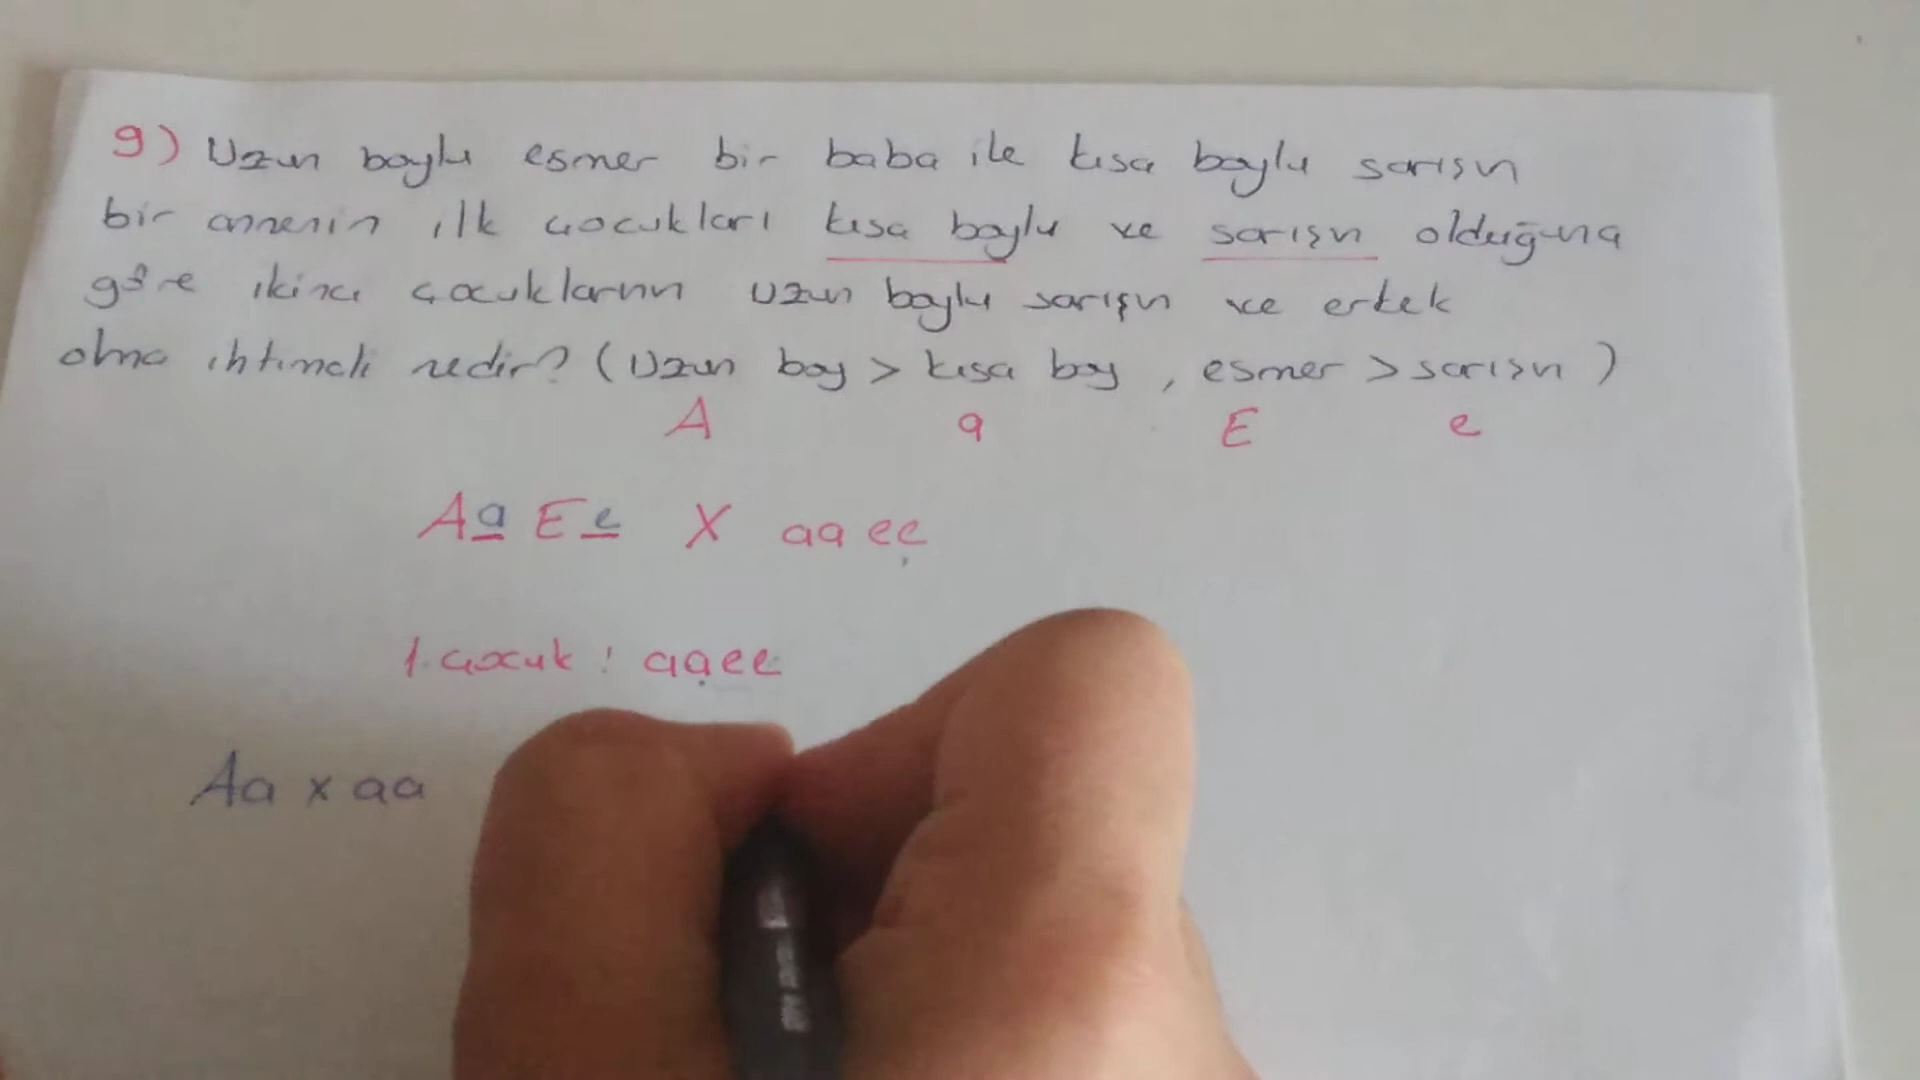 9) Uzun boylu esmer bir baba ile kısa boylu sarışın
bir annenin ilk çocukları kısa boylu ve sarışın olduğuna
göre ikinci çocuklarının uzun boylu sarışın ve erkek
olma ihtimali nedir? (Uzun boy > kısa boy , esmer > sarışın )
A a E e
Aa Ee X aa ee
1. çocuk : aaee
Aa x aa